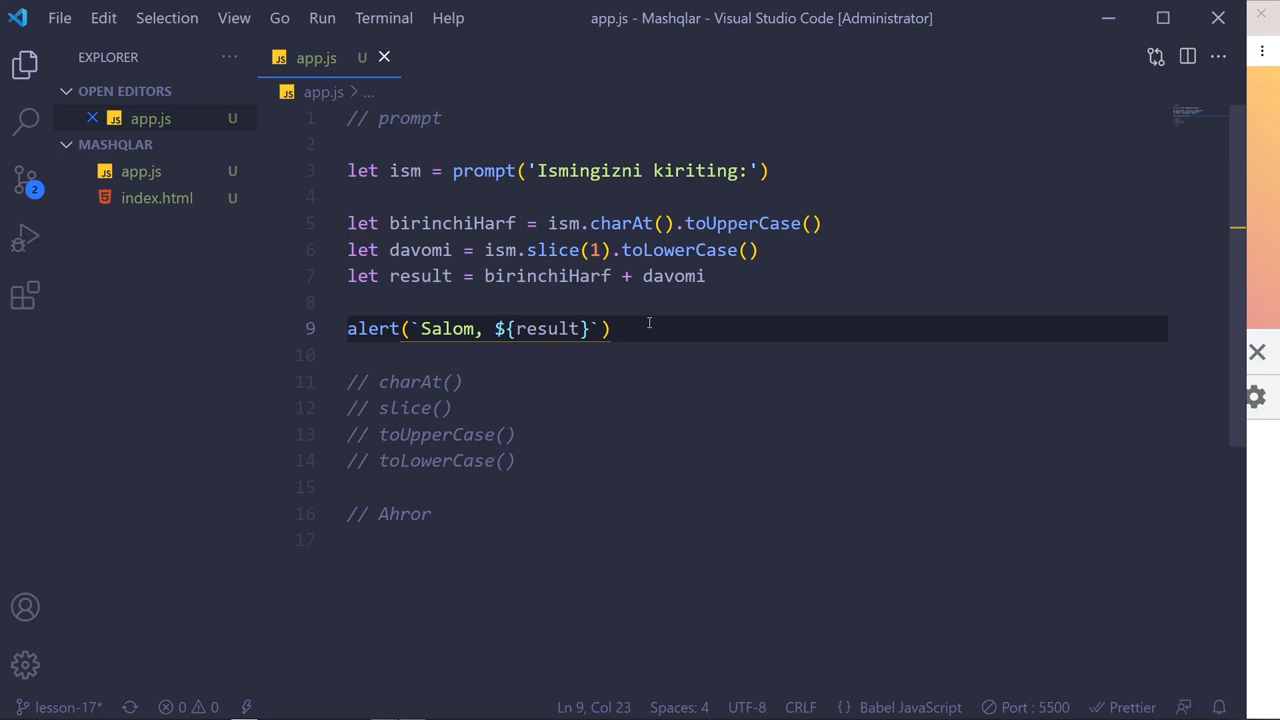 File Edit Selection View Go Run Terminal Help app.js - Mashqlar - Visual Studio Code [Administrator]
EXPLORER ...
OPEN EDITORS
app.js U
MASHQLAR
app.js U
index.html U
2
JS app.js U
JS app.js > ...
1 // prompt
2
3 let ism = prompt('Ismingizni kiriting:')
4
5 let birinchiHarf = ism.charAt().toUpperCase()
6 let davomi = ism.slice(1).toLowerCase()
7 let result = birinchiHarf + davomi
8
9 alert(`Salom, ${result}`)
10
11 // charAt()
12 // slice()
13 // toUpperCase()
14 // toLowerCase()
15
16 // Ahror
17
lesson-17* 0 0 Ln 9, Col 23 Spaces: 4 UTF-8 CRLF {} Babel JavaScript Port : 5500 Prettier